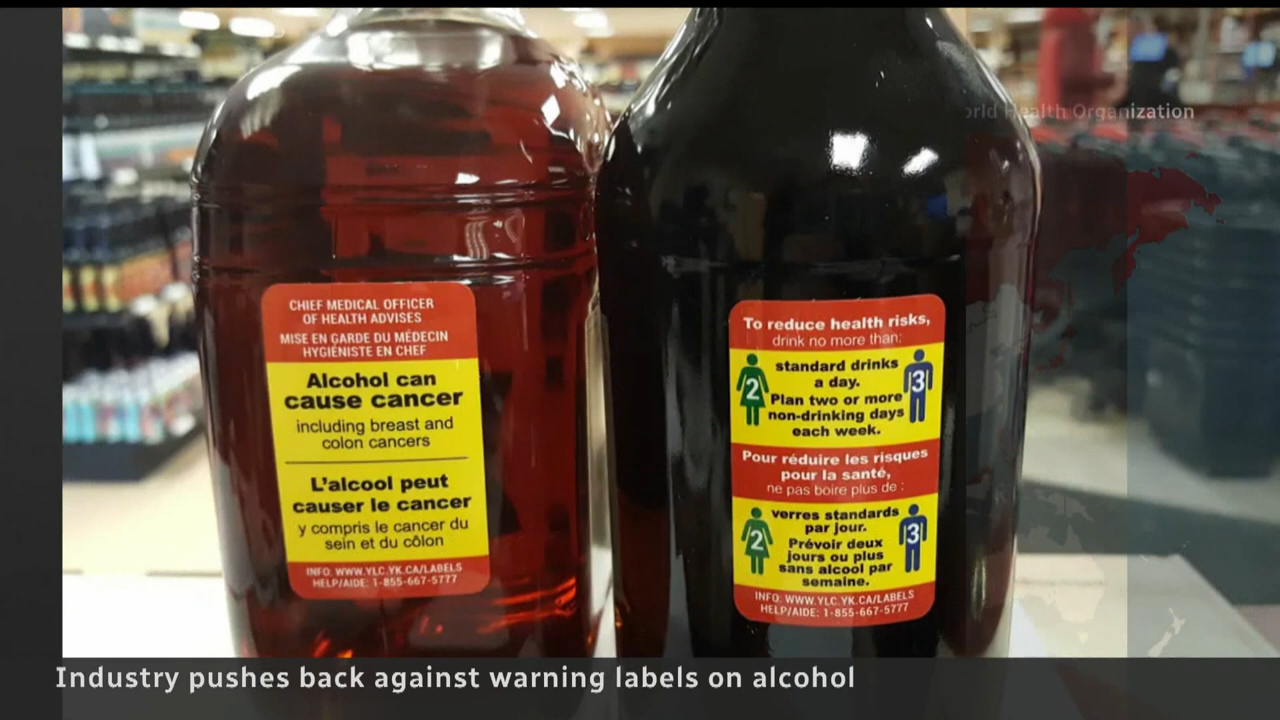 orld Health Organization
CHIEF MEDICAL OFFICER
OF HEALTH ADVISES
MISE EN GARDE DU MÉDECIN
HYGIÉNISTE EN CHEF
Alcohol can
cause cancer
including breast and
colon cancers
L'alcool peut
causer le cancer
y compris le cancer du
sein et du côlon
INFO: WWW.YLC.YK.CA/LABELS
HELP/AIDE: 1-855-667-5777
To reduce health risks,
drink no more than:
standard drinks
a day.
2 Plan two or more 3
non-drinking days
each week.
Pour réduire les risques
pour la santé,
ne pas boire plus de :
verres standards
par jour.
2 Prévoir deux 3
jours ou plus
sans alcool par
semaine.
INFO: WWW.YLC.YK.CA/LABELS
HELP/AIDE: 1-855-667-5777
Industry pushes back against warning labels on alcohol